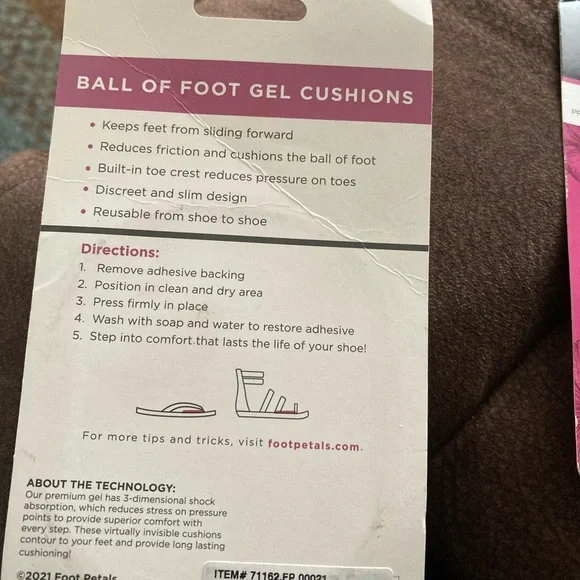 BALL OF FOOT GEL CUSHIONS
• Keeps feet from sliding forward
• Reduces friction and cushions the ball of foot
• Built-in toe crest reduces pressure on toes
• Discreet and slim design
• Reusable from shoe to shoe
Directions:
1. Remove adhesive backing
2. Position in clean and dry area
3. Press firmly in place
4. Wash with soap and water to restore adhesive
5. Step into comfort that lasts the life of your shoe!
For more tips and tricks, visit footpetals.com.
ABOUT THE TECHNOLOGY:
Our premium gel has 3-dimensional shock
absorption, which reduces stress on pressure
points to provide superior comfort with
every step. These virtually invisible cushions
contour to your feet and provide long lasting
cushioning!
©2021 Foot Petals
ITEM# 71162.FP.00021